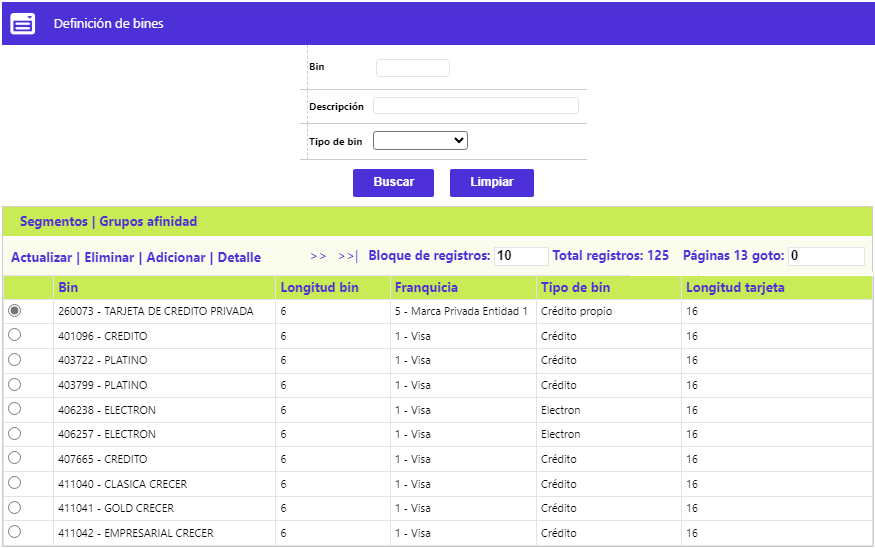 Definición de bines
Bin
Descripción
Tipo de bin
Buscar Limpiar
Segmentos | Grupos afinidad
Actualizar | Eliminar | Adicionar | Detalle >> >>| Bloque de registros: 10 Total registros: 125 Páginas 13 goto: 0
Bin Longitud bin Franquicia Tipo de bin Longitud tarjeta
260073 - TARJETA DE CREDITO PRIVADA 6 5 - Marca Privada Entidad 1 Crédito propio 16
401096 - CREDITO 6 1 - Visa Crédito 16
403722 - PLATINO 6 1 - Visa Crédito 16
403799 - PLATINO 6 1 - Visa Crédito 16
406238 - ELECTRON 6 1 - Visa Electron 16
406257 - ELECTRON 6 1 - Visa Electron 16
407665 - CREDITO 6 1 - Visa Crédito 16
411040 - CLASICA CRECER 6 1 - Visa Crédito 16
411041 - GOLD CRECER 6 1 - Visa Crédito 16
411042 - EMPRESARIAL CRECER 6 1 - Visa Crédito 16